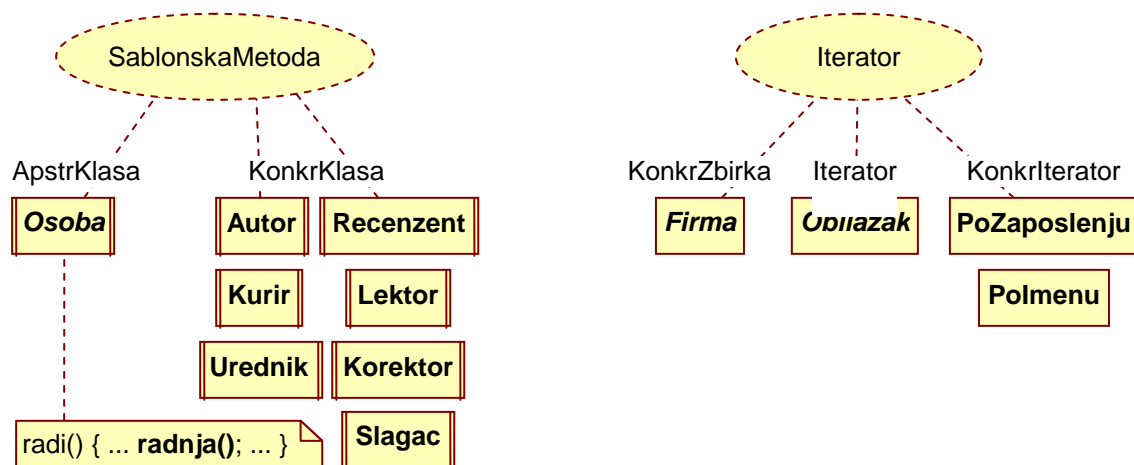 SablonskaMetoda
ApstrKlasa
KonkrKlasa
Osoba
Autor
Recenzent
Kurir
Lektor
Urednik
Korektor
Slagac
radi() { ... radnja(); ... }
Iterator
KonkrZbirka
Iterator
KonkrIterator
Firma
Obilazak
PoZaposlenju
PoImenu